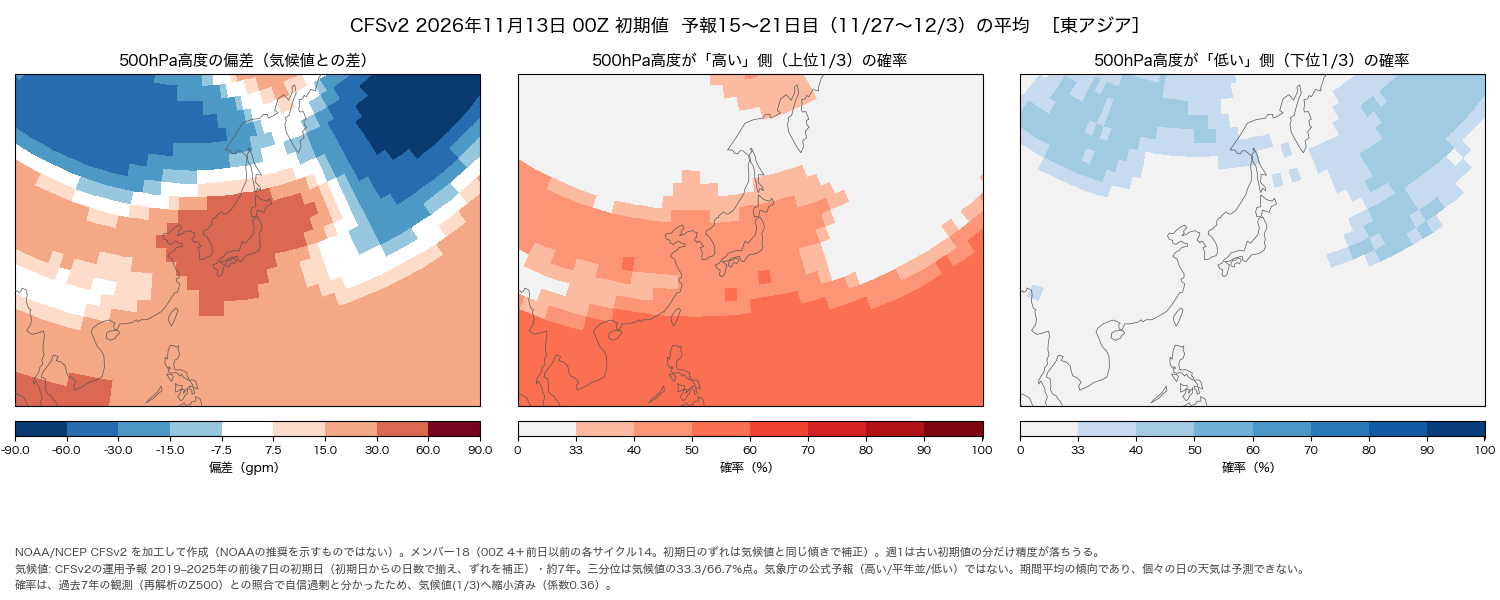 CFSv2 2026年11月13日 00Z 初期値 予報15〜21日目（11/27〜12/3）の平均 ［東アジア］
500hPa高度の偏差（気候値との差）
500hPa高度が「高い」側（上位1/3）の確率
500hPa高度が「低い」側（下位1/3）の確率
-90.0 -60.0 -30.0 -15.0 -7.5 7.5 15.0 30.0 60.0 90.0
偏差（gpm）
0 33 40 50 60 70 80 90 100
確率（%）
0 33 40 50 60 70 80 90 100
確率（%）
NOAA/NCEP CFSv2 を加工して作成（NOAAの推奨を示すものではない）。メンバー18（00Z 4＋前日以前の各サイクル14。初期日のずれは気候値と同じ傾きで補正）。週1は古い初期値の分だけ精度が落ちうる。
気候値: CFSv2の運用予報 2019–2025年の前後7日の初期日（初期日からの日数で揃え、ずれを補正）・約7年。三分位は気候値の33.3/66.7%点。気象庁の公式予報（高い/平年並/低い）ではない。期間平均の傾向であり、個々の日の天気は予測できない。
確率は、過去7年の観測（再解析のZ500）との照合で自信過剰と分かったため、気候値(1/3)へ縮小済み（係数0.36）。